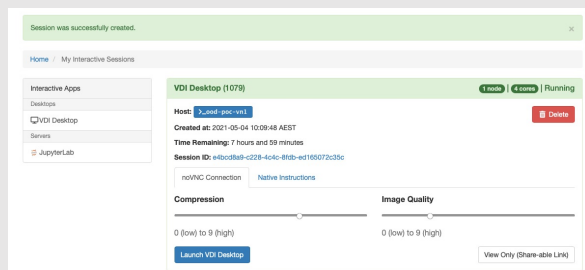 Session was successfully created.
×
Home / My Interactive Sessions
Interactive Apps
Desktops
VDI Desktop
Servers
JupyterLab
VDI Desktop (1079)
1 node | 4 cores | Running
Host: >_ood-poc-vn1
Delete
Created at: 2021-05-04 10:09:48 AEST
Time Remaining: 7 hours and 59 minutes
Session ID: e4bcd8a9-c228-4c4c-8fdb-ed165072c35c
noVNC Connection Native Instructions
Compression
0 (low) to 9 (high)
Image Quality
0 (low) to 9 (high)
Launch VDI Desktop
View Only (Share-able Link)